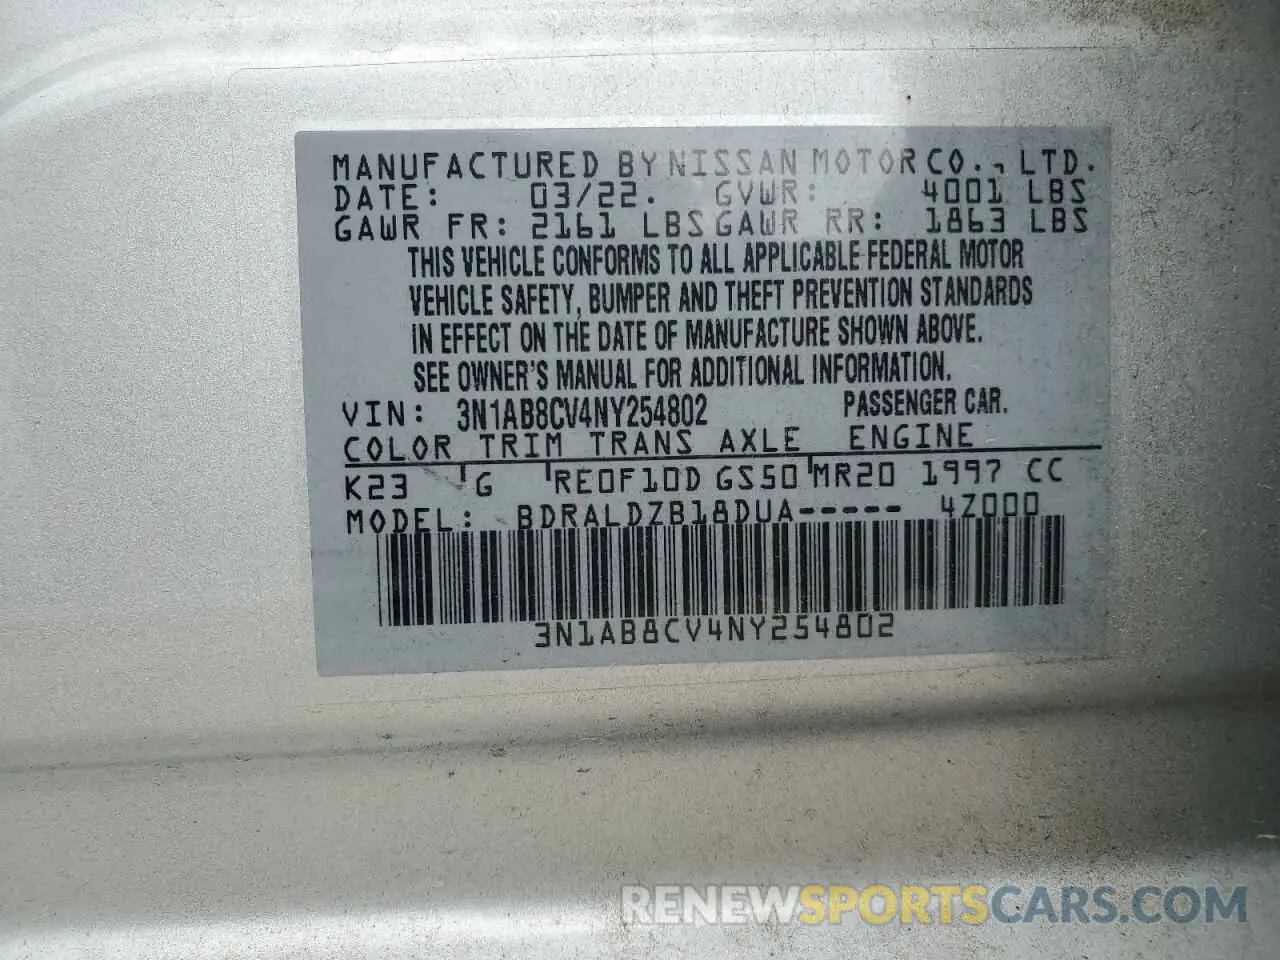 MANUFACTURED BY NISSAN MOTOR CO., LTD.
DATE: 03/22. GVWR: 4001 LBS
GAWR FR: 2161 LBS GAWR RR: 1863 LBS
THIS VEHICLE CONFORMS TO ALL APPLICABLE FEDERAL MOTOR
VEHICLE SAFETY, BUMPER AND THEFT PREVENTION STANDARDS
IN EFFECT ON THE DATE OF MANUFACTURE SHOWN ABOVE.
SEE OWNER'S MANUAL FOR ADDITIONAL INFORMATION.
VIN: 3N1AB8CV4NY254802 PASSENGER CAR.
COLOR TRIM TRANS AXLE ENGINE
K23 G RE0F10D GS50 MR20 1997 CC
MODEL: BDRALDZB18DUA----- 4Z000
3N1AB8CV4NY254802
RENEWSPORTSCARS.COM